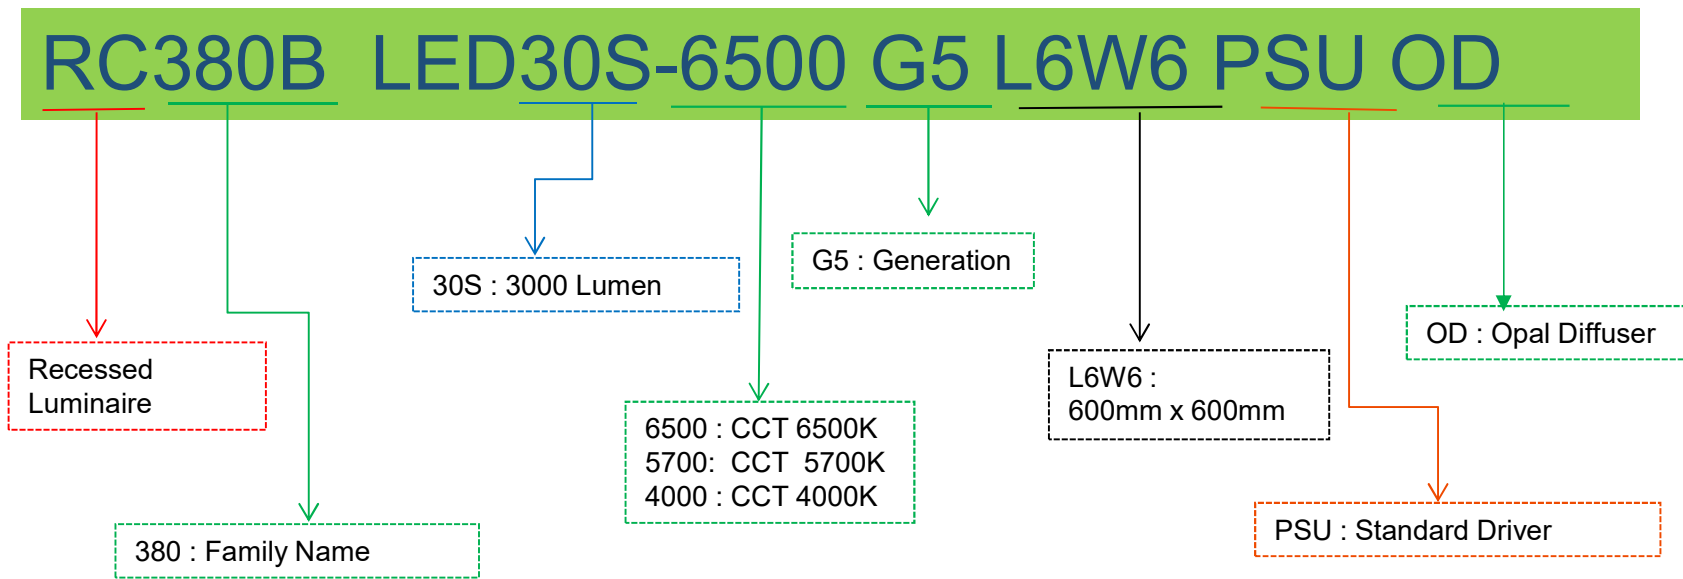 RC380B LED30S-6500 G5 L6W6 PSU OD
G5 : Generation
30S : 3000 Lumen
OD : Opal Diffuser
Recessed
Luminaire
L6W6 :
600mm x 600mm
6500 : CCT 6500K
5700: CCT 5700K
4000 : CCT 4000K
PSU : Standard Driver
380 : Family Name